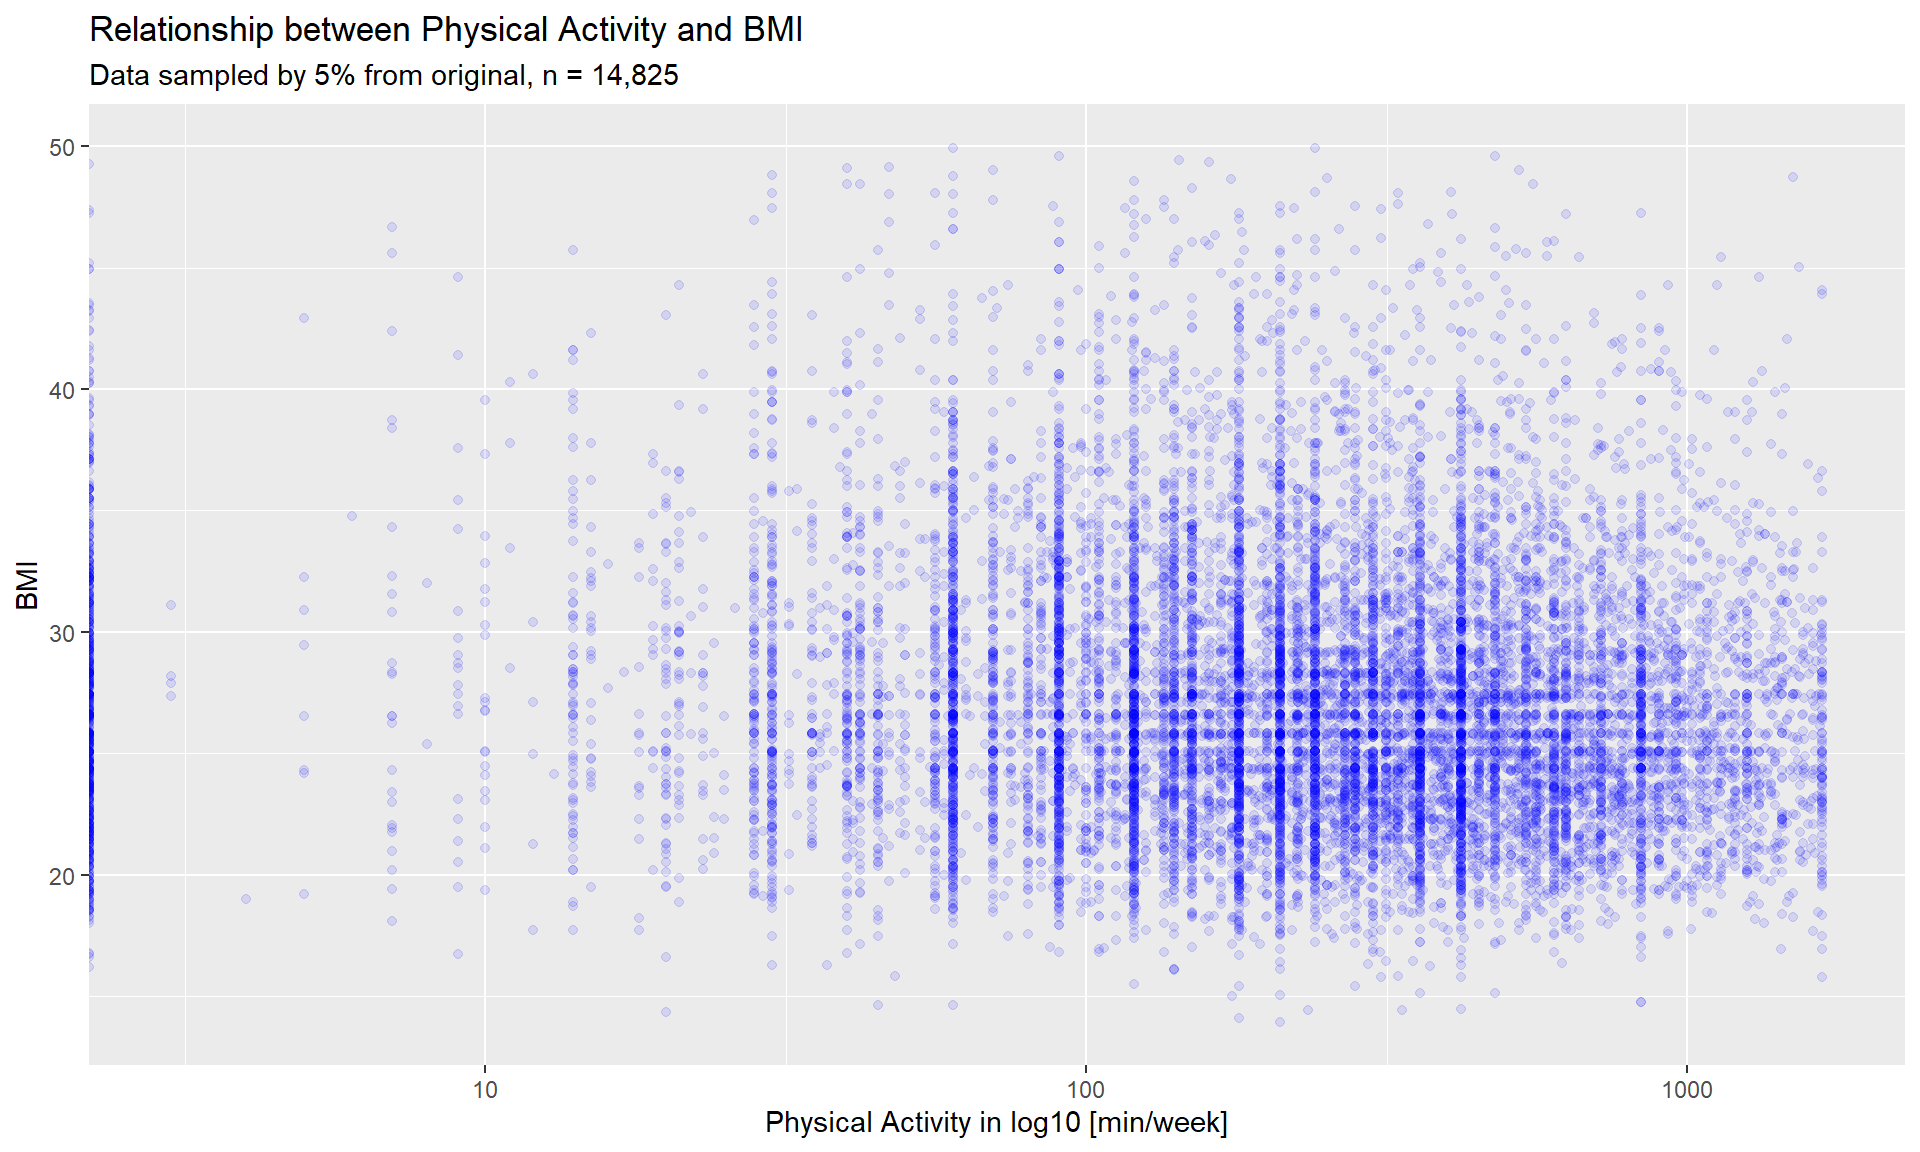 Relationship between Physical Activity and BMI
Data sampled by 5% from original, n = 14,825
50
40
30
20
BMI
10
100
1000
Physical Activity in log10 [min/week]